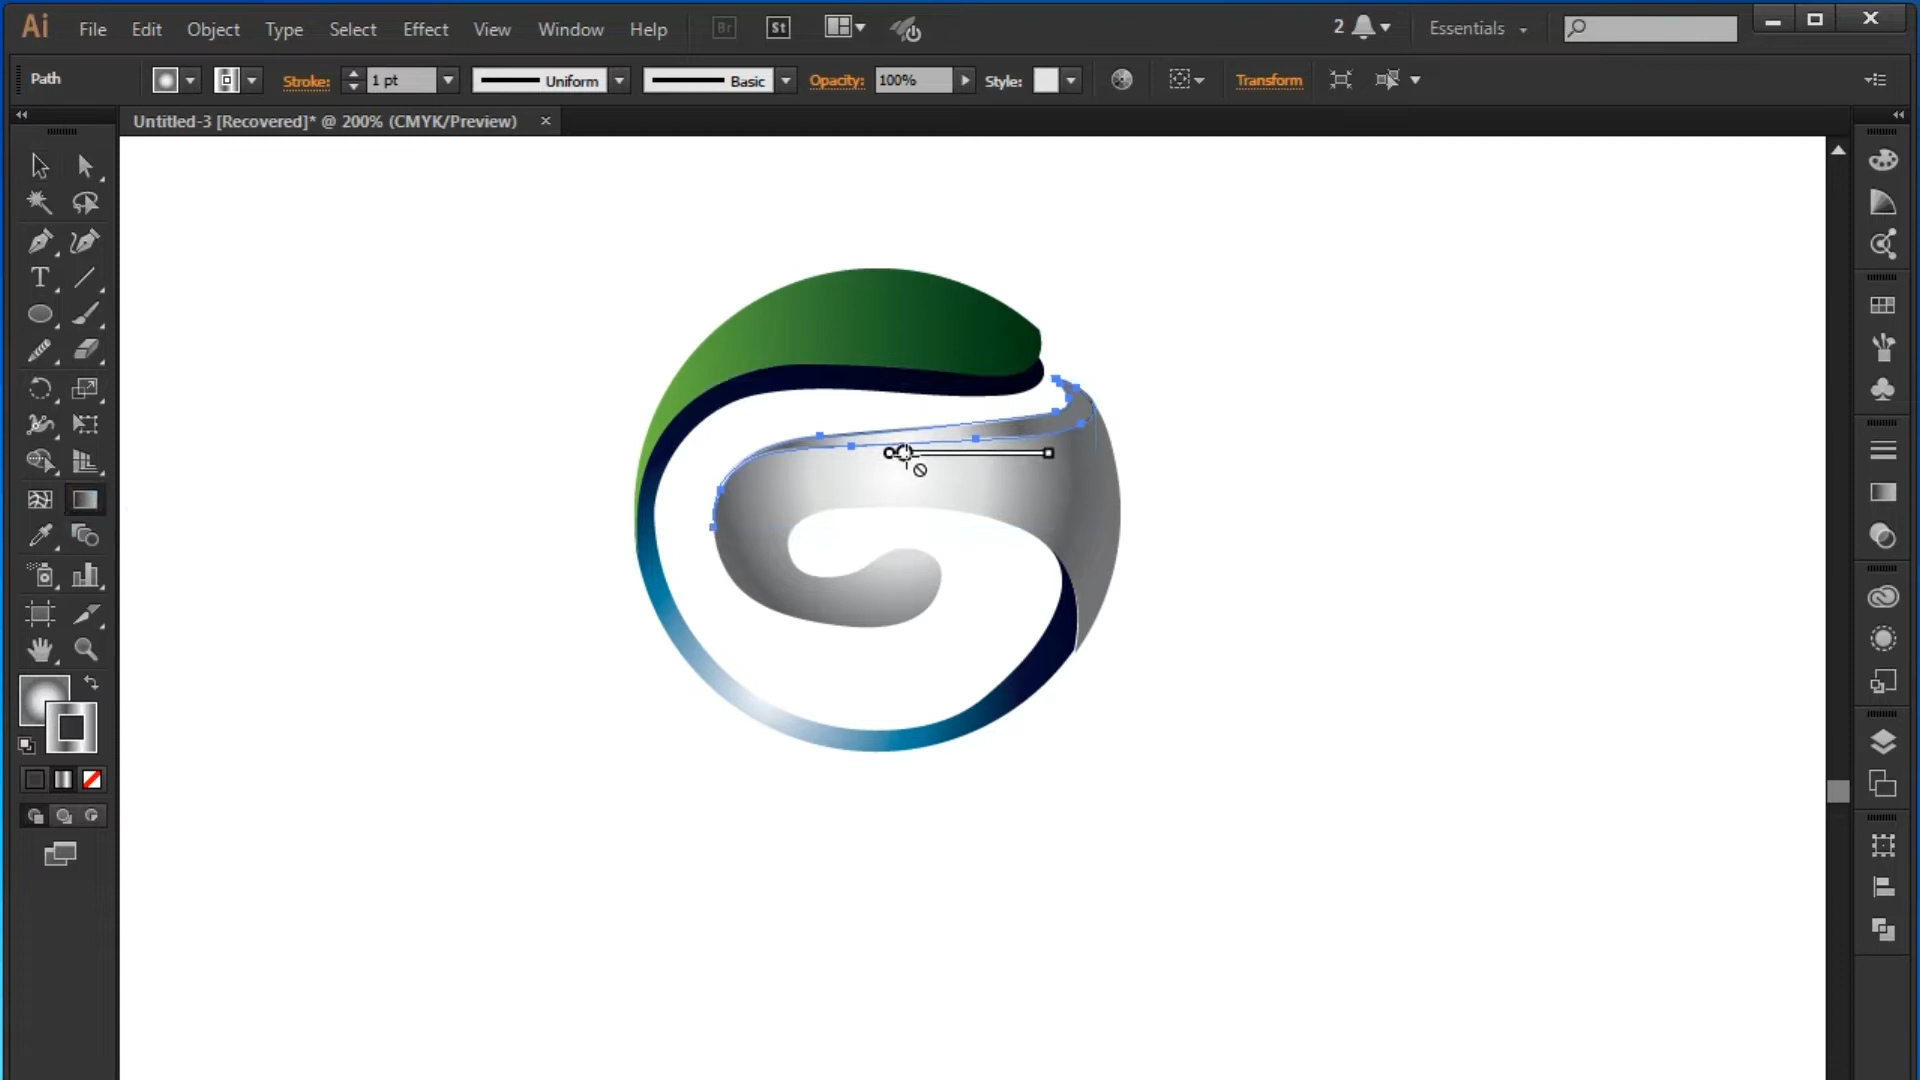 Ai File Edit Object Type Select Effect View Window Help Br St 2 Essentials
Path Stroke: 1 pt Uniform Basic Opacity: 100% Style: Transform
Untitled-3 [Recovered]* @ 200% (CMYK/Preview) ×
T